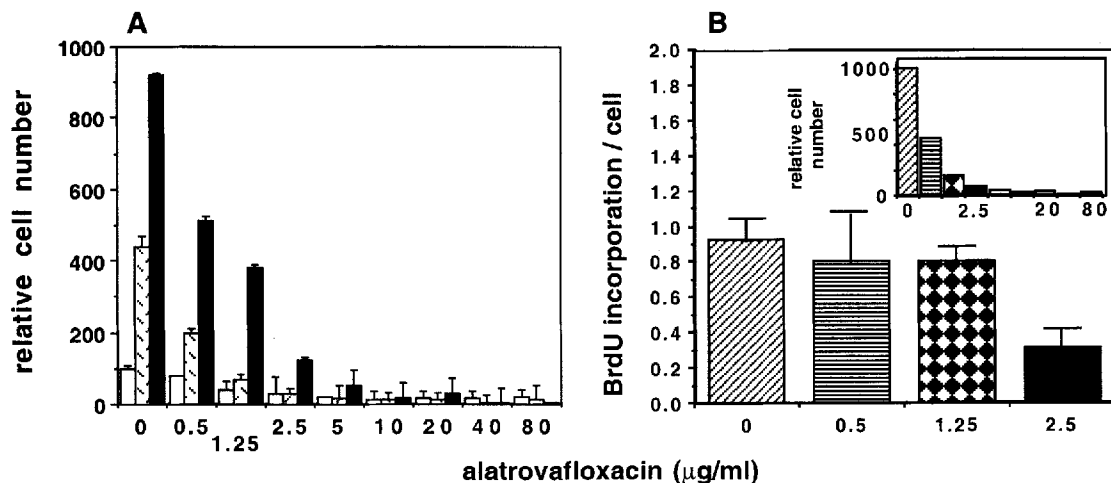 A
B
relative cell number
1000
800
600
400
200
0
0 0.5 1.25 2.5 5 10 20 40 80
BrdU incorporation / cell
2.0
1.8
1.6
1.4
1.2
1.0
0.8
0.6
0.4
0.2
0.0
0 0.5 1.25 2.5
relative cell
number
1000
500
0
0 2.5 20 80
alatrovafloxacin (µg/ml)